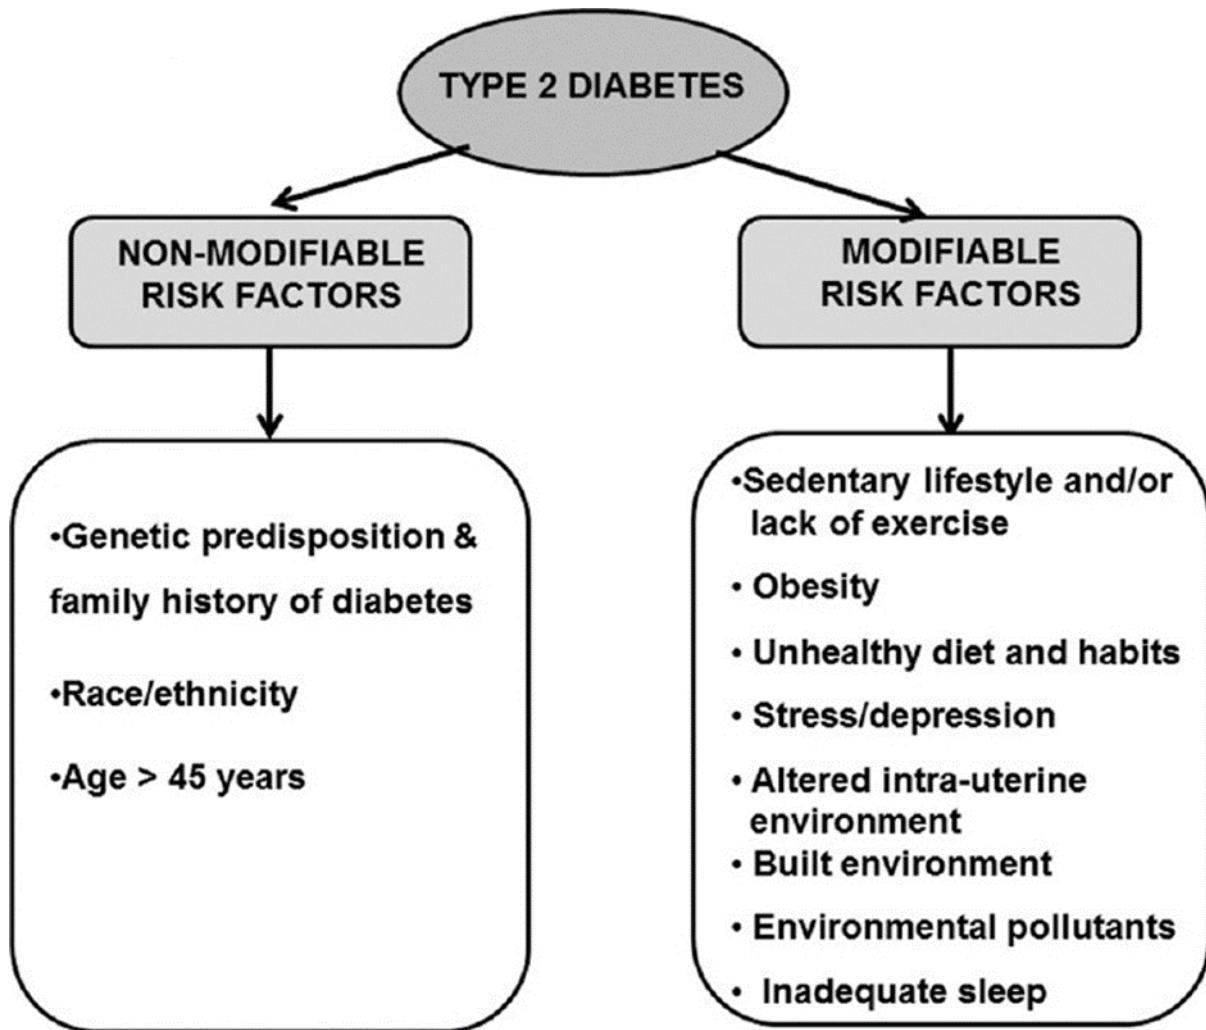 TYPE 2 DIABETES
NON-MODIFIABLE
RISK FACTORS
•Genetic predisposition &
family history of diabetes
•Race/ethnicity
•Age > 45 years
MODIFIABLE
RISK FACTORS
•Sedentary lifestyle and/or
lack of exercise
• Obesity
• Unhealthy diet and habits
• Stress/depression
• Altered intra-uterine
environment
• Built environment
• Environmental pollutants
• Inadequate sleep